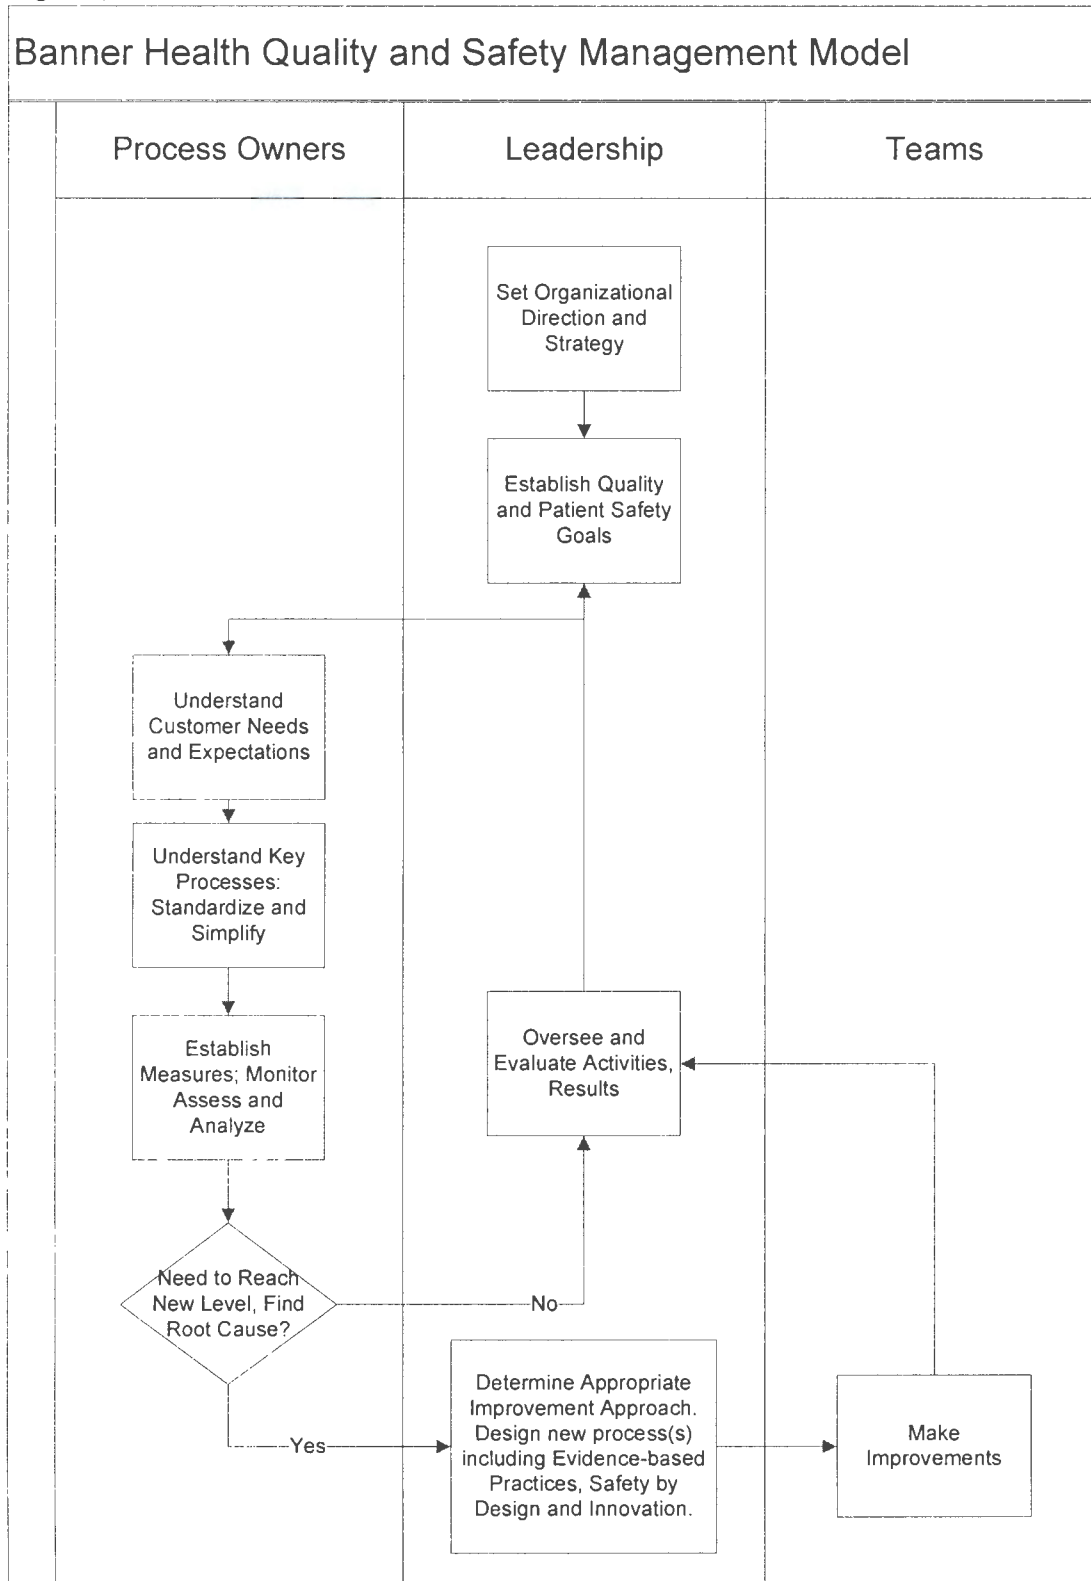 Banner Health Quality and Safety Management Model
Process Owners
Leadership
Teams
Set Organizational
Direction and
Strategy
Establish Quality
and Patient Safety
Goals
Understand
Customer Needs
and Expectations
Understand Key
Processes:
Standardize and
Simplify
Establish
Measures; Monitor
Assess and
Analyze
Oversee and
Evaluate Activities,
Results
Need to Reach
New Level, Find
Root Cause?
No
Yes
Determine Appropriate
Improvement Approach.
Design new process(s)
including Evidence-based
Practices, Safety by
Design and Innovation.
Make
Improvements